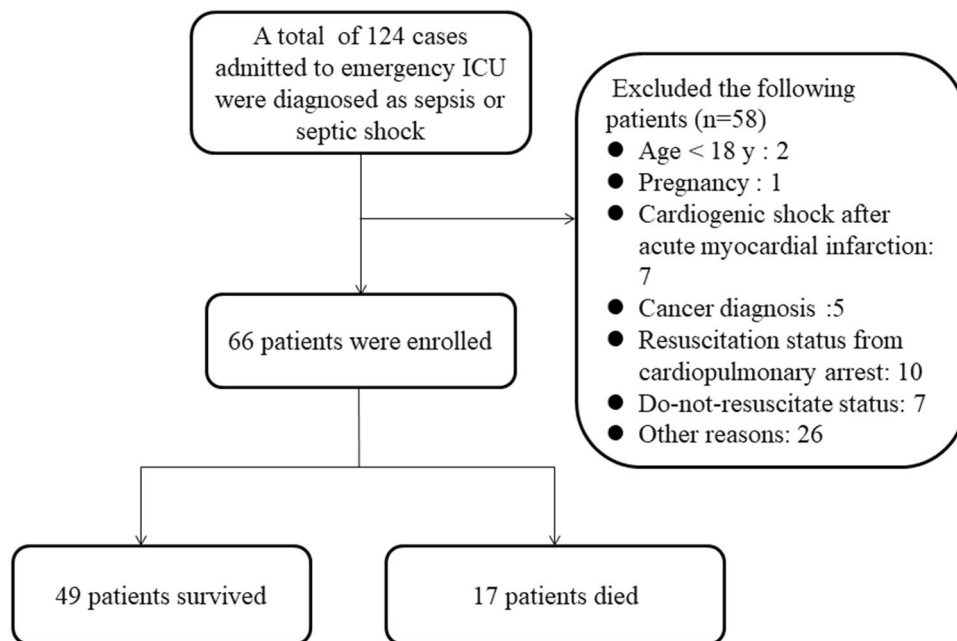 A total of 124 cases
admitted to emergency ICU
were diagnosed as sepsis or
septic shock
Excluded the following
patients (n=58)
● Age < 18 y : 2
● Pregnancy : 1
● Cardiogenic shock after
acute myocardial infarction:
7
● Cancer diagnosis :5
● Resuscitation status from
cardiopulmonary arrest: 10
● Do-not-resuscitate status: 7
● Other reasons: 26
66 patients were enrolled
49 patients survived
17 patients died